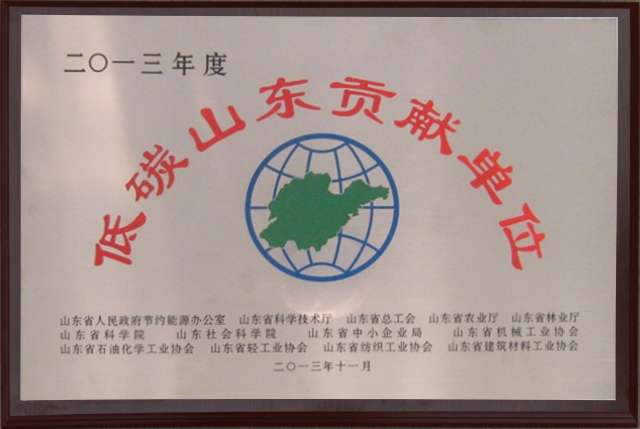 二〇一三年度
低碳山东贡献单位
山东省人民政府节约能源办公室 山东省科学技术厅 山东省总工会 山东省农业厅 山东省林业厅
山东省科学院 山东社会科学院 山东省中小企业局 山东省机械工业协会
山东省石油化学工业协会 山东省轻工业协会 山东省纺织工业协会 山东省建筑材料工业协会
二〇一三年十一月